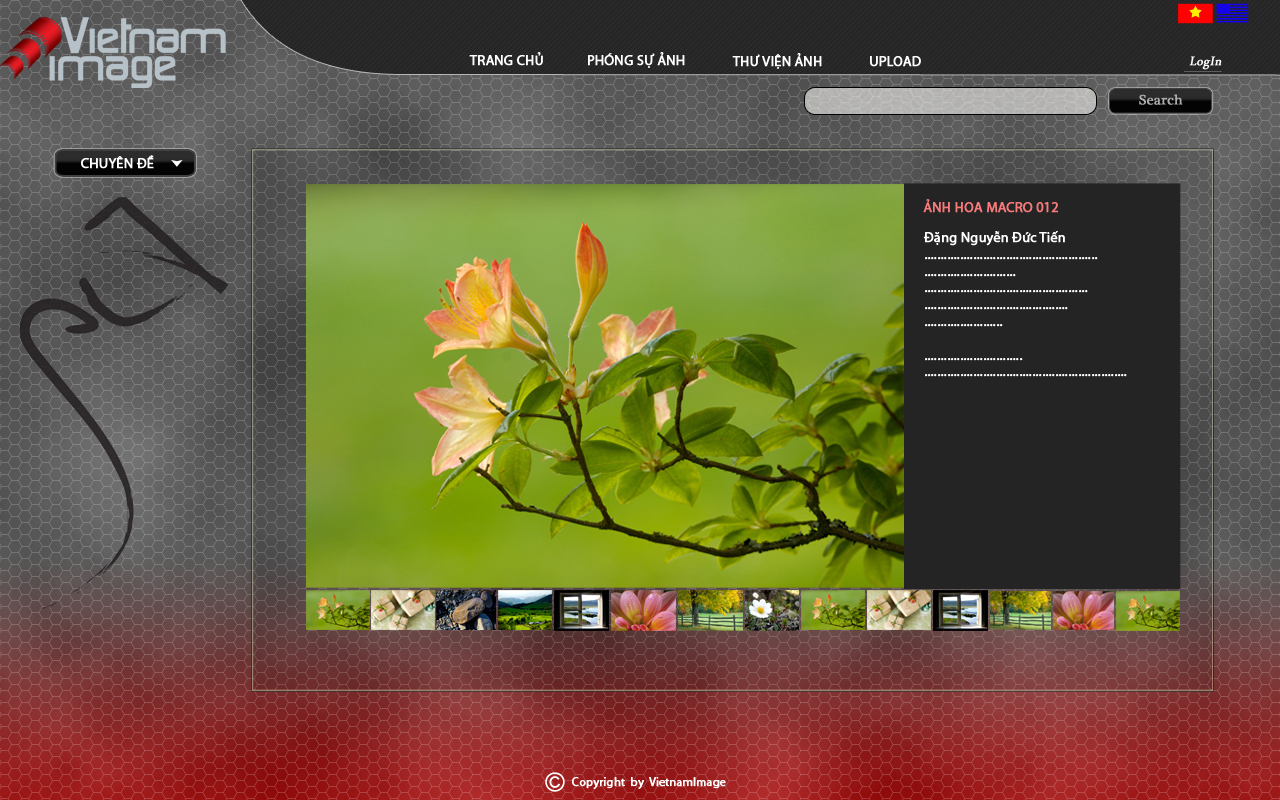 Vietnam
image
TRANG CHỦ
PHÓNG SỰ ẢNH
THƯ VIỆN ẢNH
UPLOAD
LogIn
Search
CHUYÊN ĐỀ
ẢNH HOA MACRO 012
Đặng Nguyễn Đức Tiến
© Copyright by VietnamImage